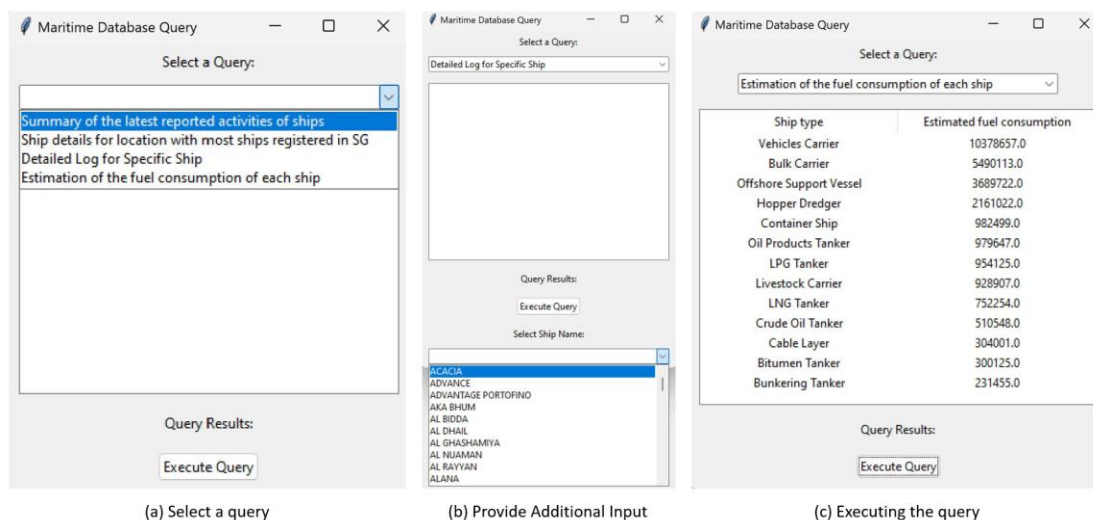 Maritime Database Query
Select a Query:
Summary of the latest reported activities of ships
Ship details for location with most ships registered in SG
Detailed Log for Specific Ship
Estimation of the fuel consumption of each ship
Query Results:
Execute Query
(a) Select a query
Maritime Database Query
Select a Query:
Detailed Log for Specific Ship
Query Results:
Execute Query
Select Ship Name:
ACACIA
ADVANCE
ADVANTAGE PORTOFINO
AKA BHUM
AL BIDDA
AL DHAIL
AL GHASHAMIYA
AL NUAMAN
AL RAYYAN
ALANA
(b) Provide Additional Input
Maritime Database Query
Select a Query:
Estimation of the fuel consumption of each ship
Ship type Estimated fuel consumption
Vehicles Carrier 10378657.0
Bulk Carrier 5490113.0
Offshore Support Vessel 3689722.0
Hopper Dredger 2161022.0
Container Ship 982499.0
Oil Products Tanker 979647.0
LPG Tanker 954125.0
Livestock Carrier 928907.0
LNG Tanker 752254.0
Crude Oil Tanker 510548.0
Cable Layer 304001.0
Bitumen Tanker 300125.0
Bunkering Tanker 231455.0
Query Results:
Execute Query
(c) Executing the query